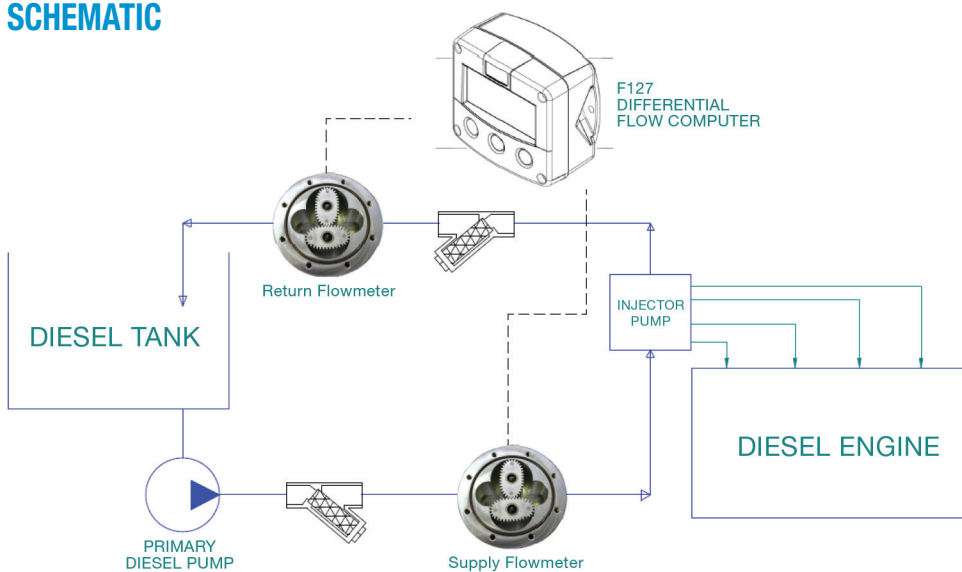 SCHEMATIC
F127
DIFFERENTIAL
FLOW COMPUTER
Return Flowmeter
DIESEL TANK
INJECTOR
PUMP
DIESEL ENGINE
PRIMARY
DIESEL PUMP
Supply Flowmeter